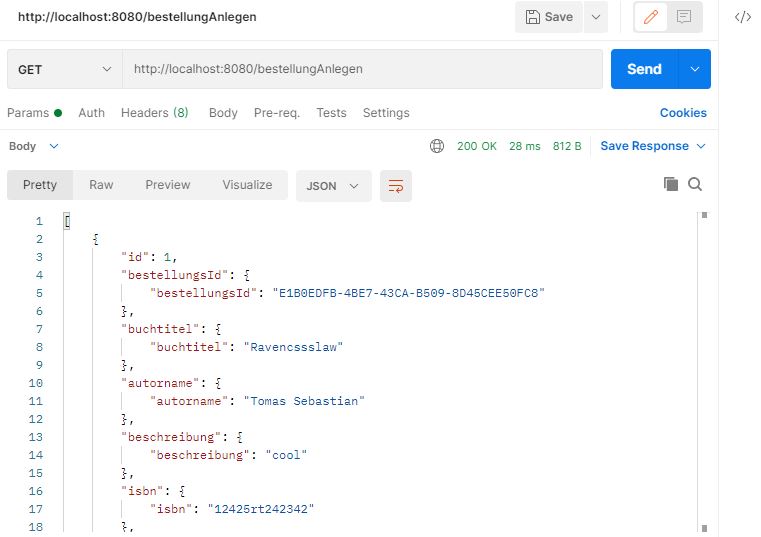 http://localhost:8080/bestellungAnlegen Save </>
GET http://localhost:8080/bestellungAnlegen Send
Params Auth Headers (8) Body Pre-req. Tests Settings Cookies
Body 200 OK 28 ms 812 B Save Response
Pretty Raw Preview Visualize JSON
1 [
2 {
3 "id": 1,
4 "bestellungsId": {
5 "bestellungsId": "E1B0EDFB-4BE7-43CA-B509-8D45CEE50FC8"
6 },
7 "buchtitel": {
8 "buchtitel": "Ravencssslaw"
9 },
10 "autorname": {
11 "autorname": "Tomas Sebastian"
12 },
13 "beschreibung": {
14 "beschreibung": "cool"
15 },
16 "isbn": {
17 "isbn": "12425rt242342"
18 },